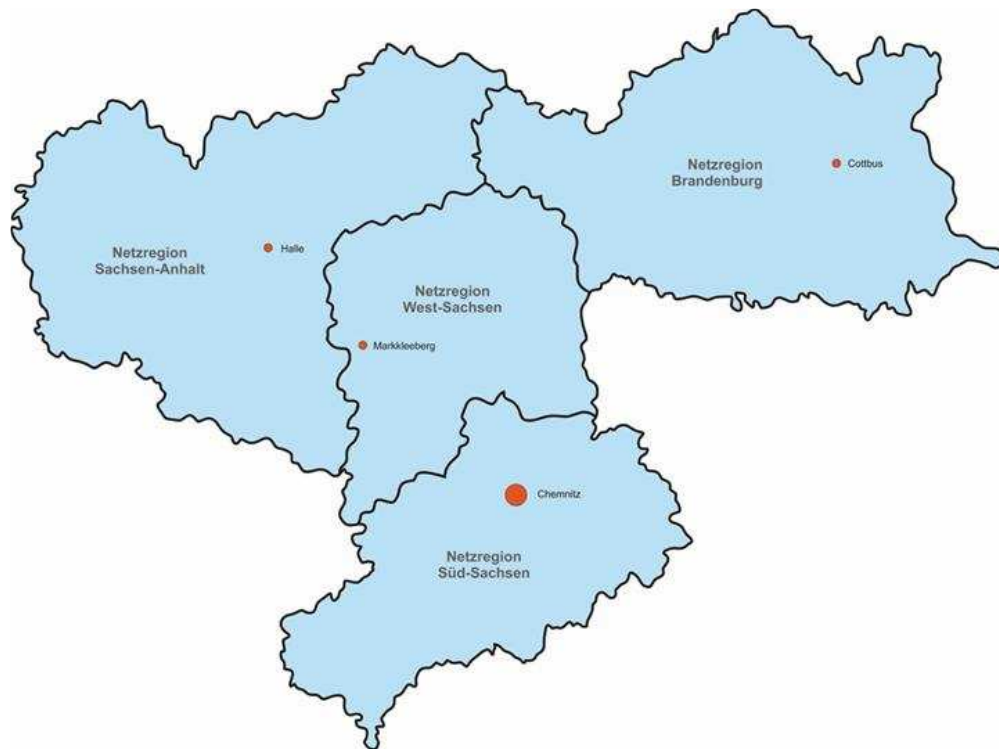 Netzregion
Brandenburg
Cottbus
Netzregion
Sachsen-Anhalt
Halle
Netzregion
West-Sachsen
Markkleeberg
Chemnitz
Netzregion
Süd-Sachsen